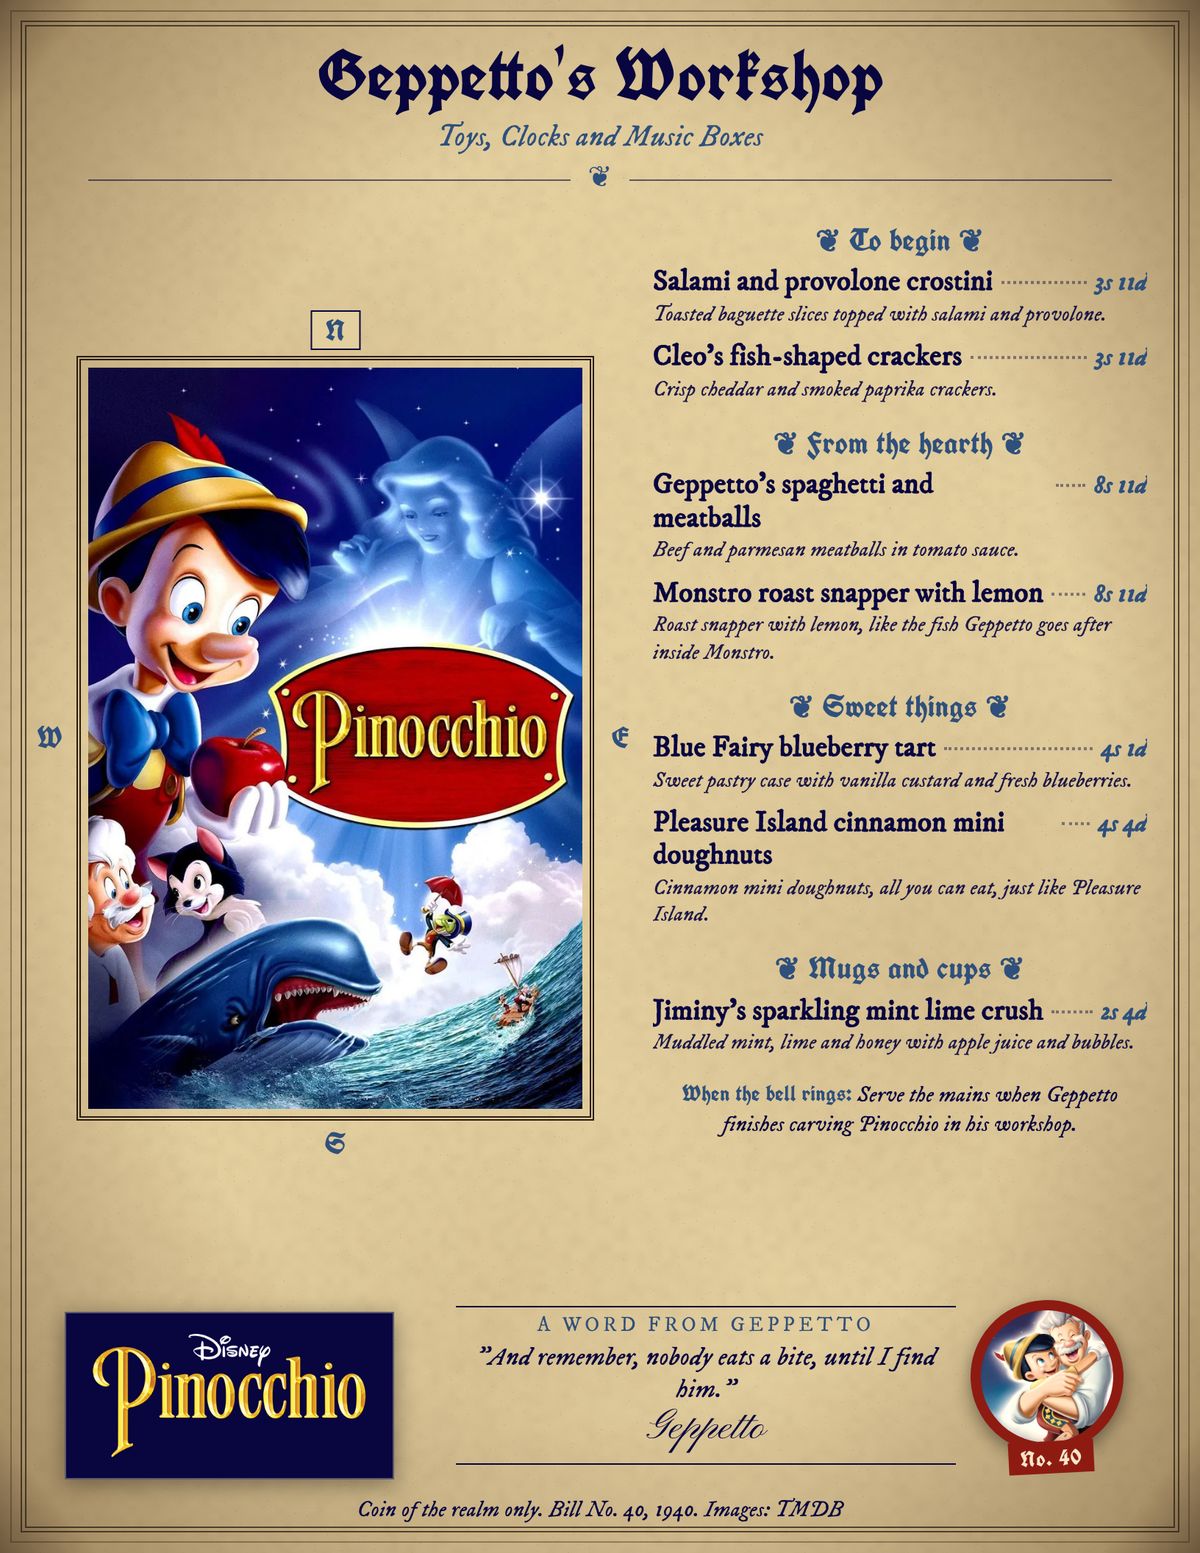 Geppetto's Workshop
Toys, Clocks and Music Boxes
To begin
Salami and provolone crostini 3s 11d
Toasted baguette slices topped with salami and provolone.
Cleo's fish-shaped crackers 3s 11d
Crisp cheddar and smoked paprika crackers.
From the hearth
Geppetto's spaghetti and 8s 11d
meatballs
Beef and parmesan meatballs in tomato sauce.
Monstro roast snapper with lemon 8s 11d
Roast snapper with lemon, like the fish Geppetto goes after
inside Monstro.
Sweet things
Blue Fairy blueberry tart 4s 1d
Sweet pastry case with vanilla custard and fresh blueberries.
Pleasure Island cinnamon mini 4s 4d
doughnuts
Cinnamon mini doughnuts, all you can eat, just like Pleasure
Island.
Mugs and cups
Jiminy's sparkling mint lime crush 2s 4d
Muddled mint, lime and honey with apple juice and bubbles.
When the bell rings: Serve the mains when Geppetto
finishes carving Pinocchio in his workshop.
N
W
E
S
Pinocchio
Disney
Pinocchio
A WORD FROM GEPPETTO
"And remember, nobody eats a bite, until I find
him."
Geppetto
No. 40
Coin of the realm only. Bill No. 40, 1940. Images: TMDB